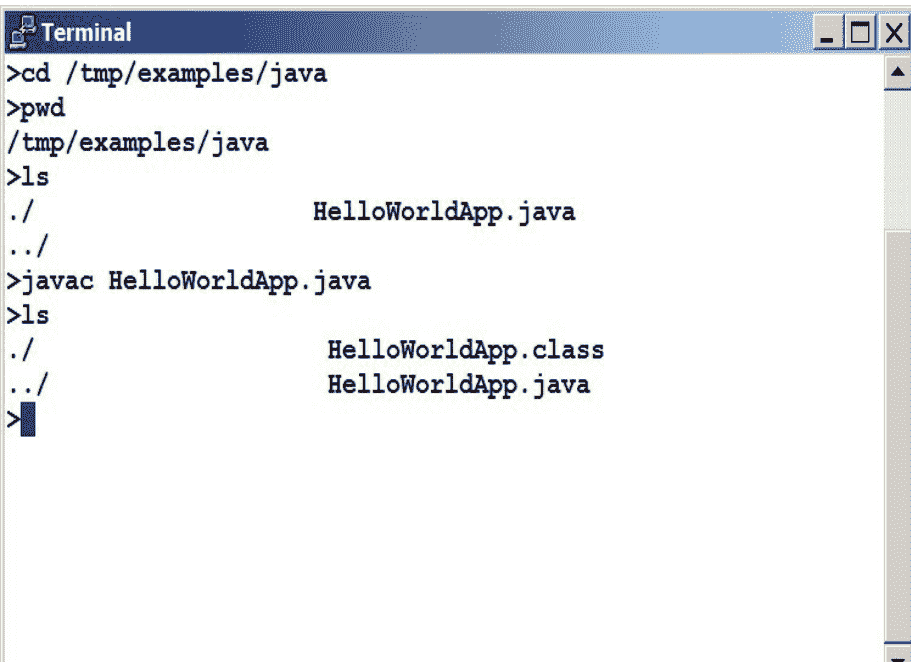 Terminal
>cd /tmp/examples/java
>pwd
/tmp/examples/java
>ls
./ HelloWorldApp.java
../
>javac HelloWorldApp.java
>ls
./ HelloWorldApp.class
../ HelloWorldApp.java
>